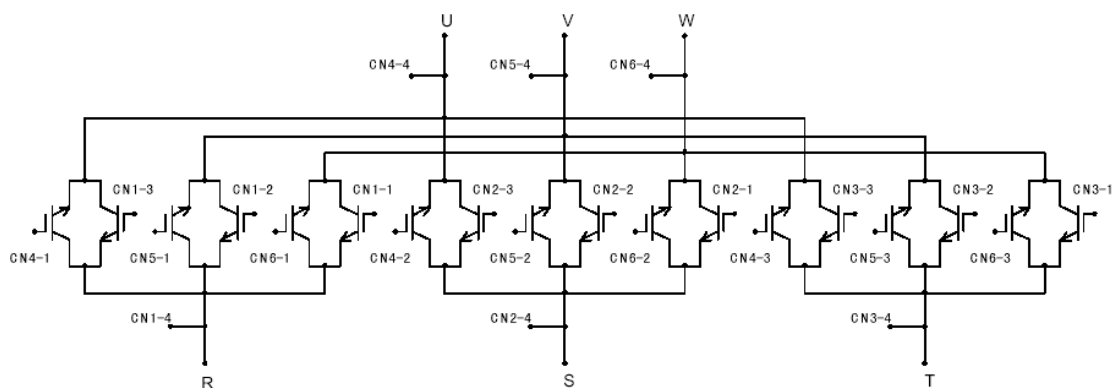 U V W
CN4-4 CN5-4 CN6-4
CN1-3 CN1-2 CN1-1 CN2-3 CN2-2 CN2-1 CN3-3 CN3-2 CN3-1
CN4-1 CN5-1 CN6-1 CN4-2 CN5-2 CN6-2 CN4-3 CN5-3 CN6-3
CN1-4 CN2-4 CN3-4
R S T